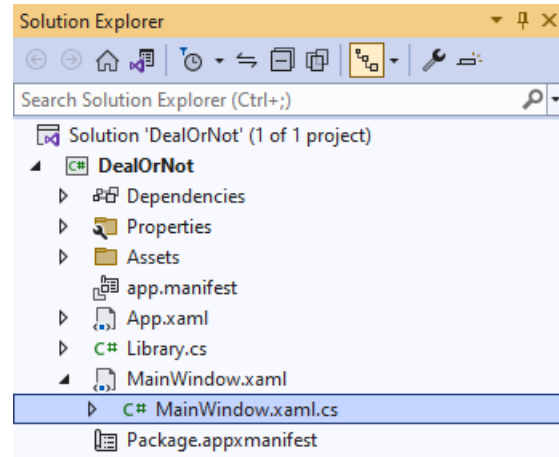 Solution Explorer
Search Solution Explorer (Ctrl+;)
Solution 'DealOrNot' (1 of 1 project)
C# DealOrNot
Dependencies
Properties
Assets
app.manifest
App.xaml
C# Library.cs
MainWindow.xaml
C# MainWindow.xaml.cs
Package.appxmanifest